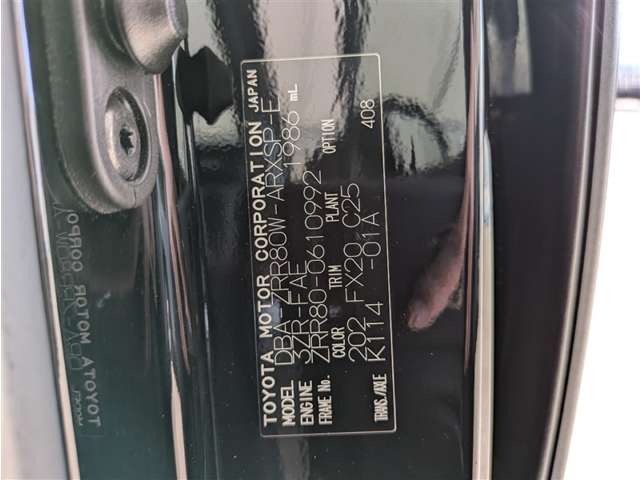 TOYOTA MOTOR CORPORATION JAPAN
MODEL DBA-ZRR80W-ARXSP-E
ENGINE 3ZR-FAE 1986 mL
FRAME No. ZRR80-0610992
COLOR TRIM PLANT OPTION
202 FX20 C25 408
TRANS./AXLE K114 -01A